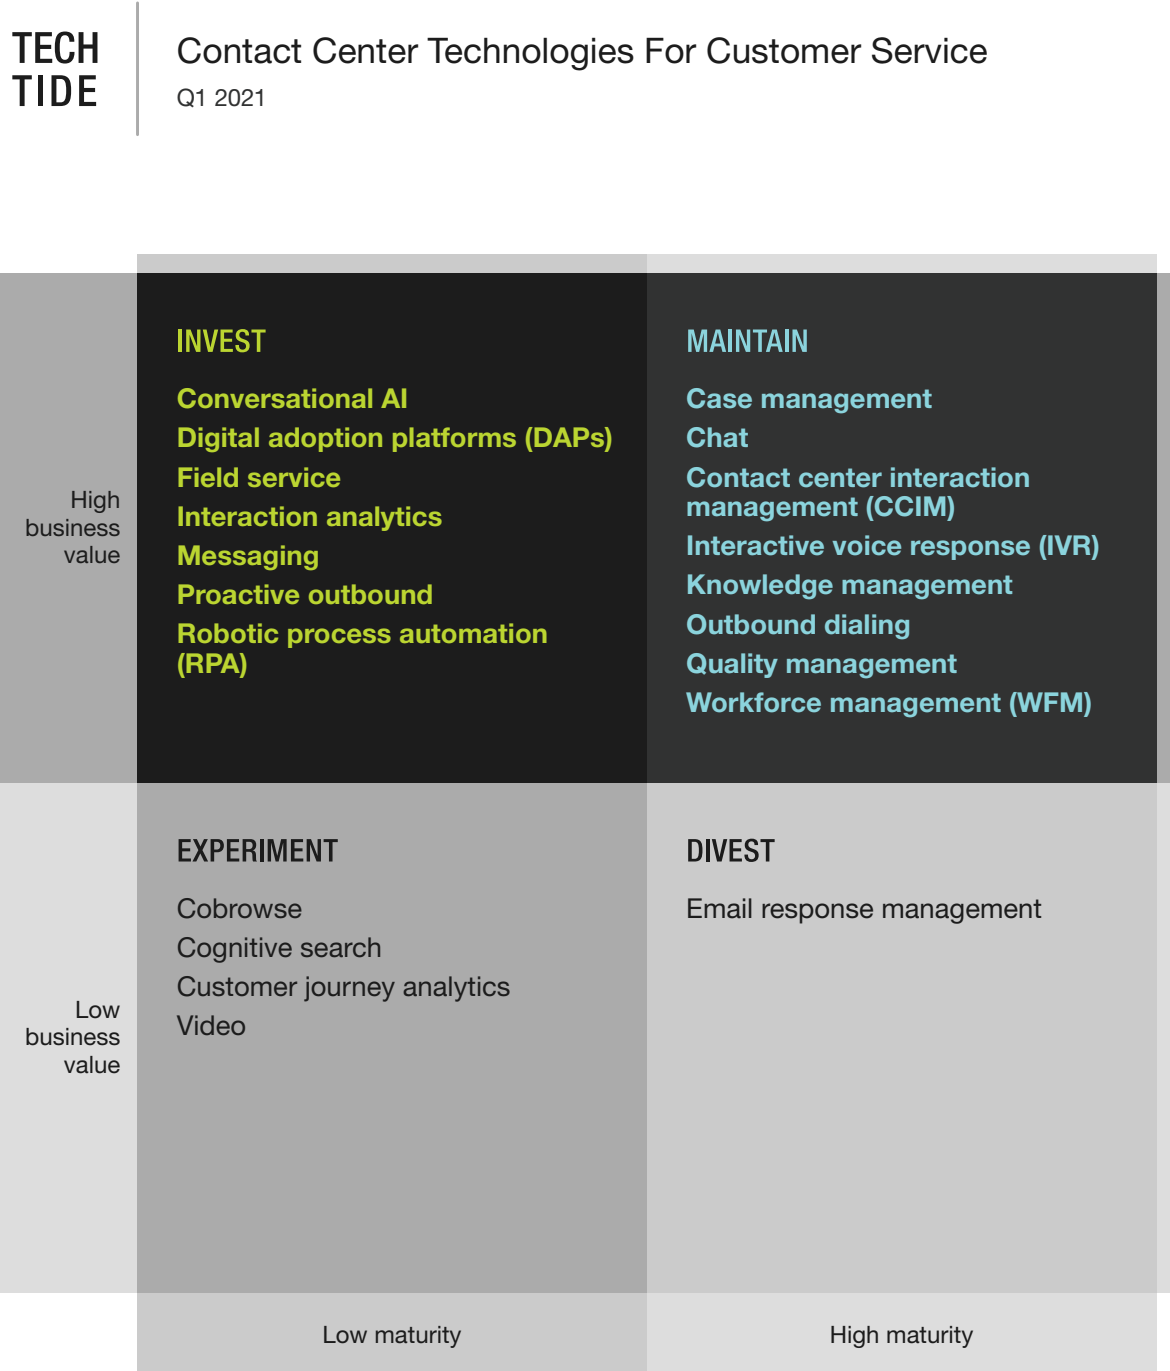 TECH
TIDE
Contact Center Technologies For Customer Service
Q1 2021
High
business
value
INVEST
Conversational AI
Digital adoption platforms (DAPs)
Field service
Interaction analytics
Messaging
Proactive outbound
Robotic process automation
(RPA)
MAINTAIN
Case management
Chat
Contact center interaction
management (CCIM)
Interactive voice response (IVR)
Knowledge management
Outbound dialing
Quality management
Workforce management (WFM)
Low
business
value
EXPERIMENT
Cobrowse
Cognitive search
Customer journey analytics
Video
DIVEST
Email response management
Low maturity
High maturity